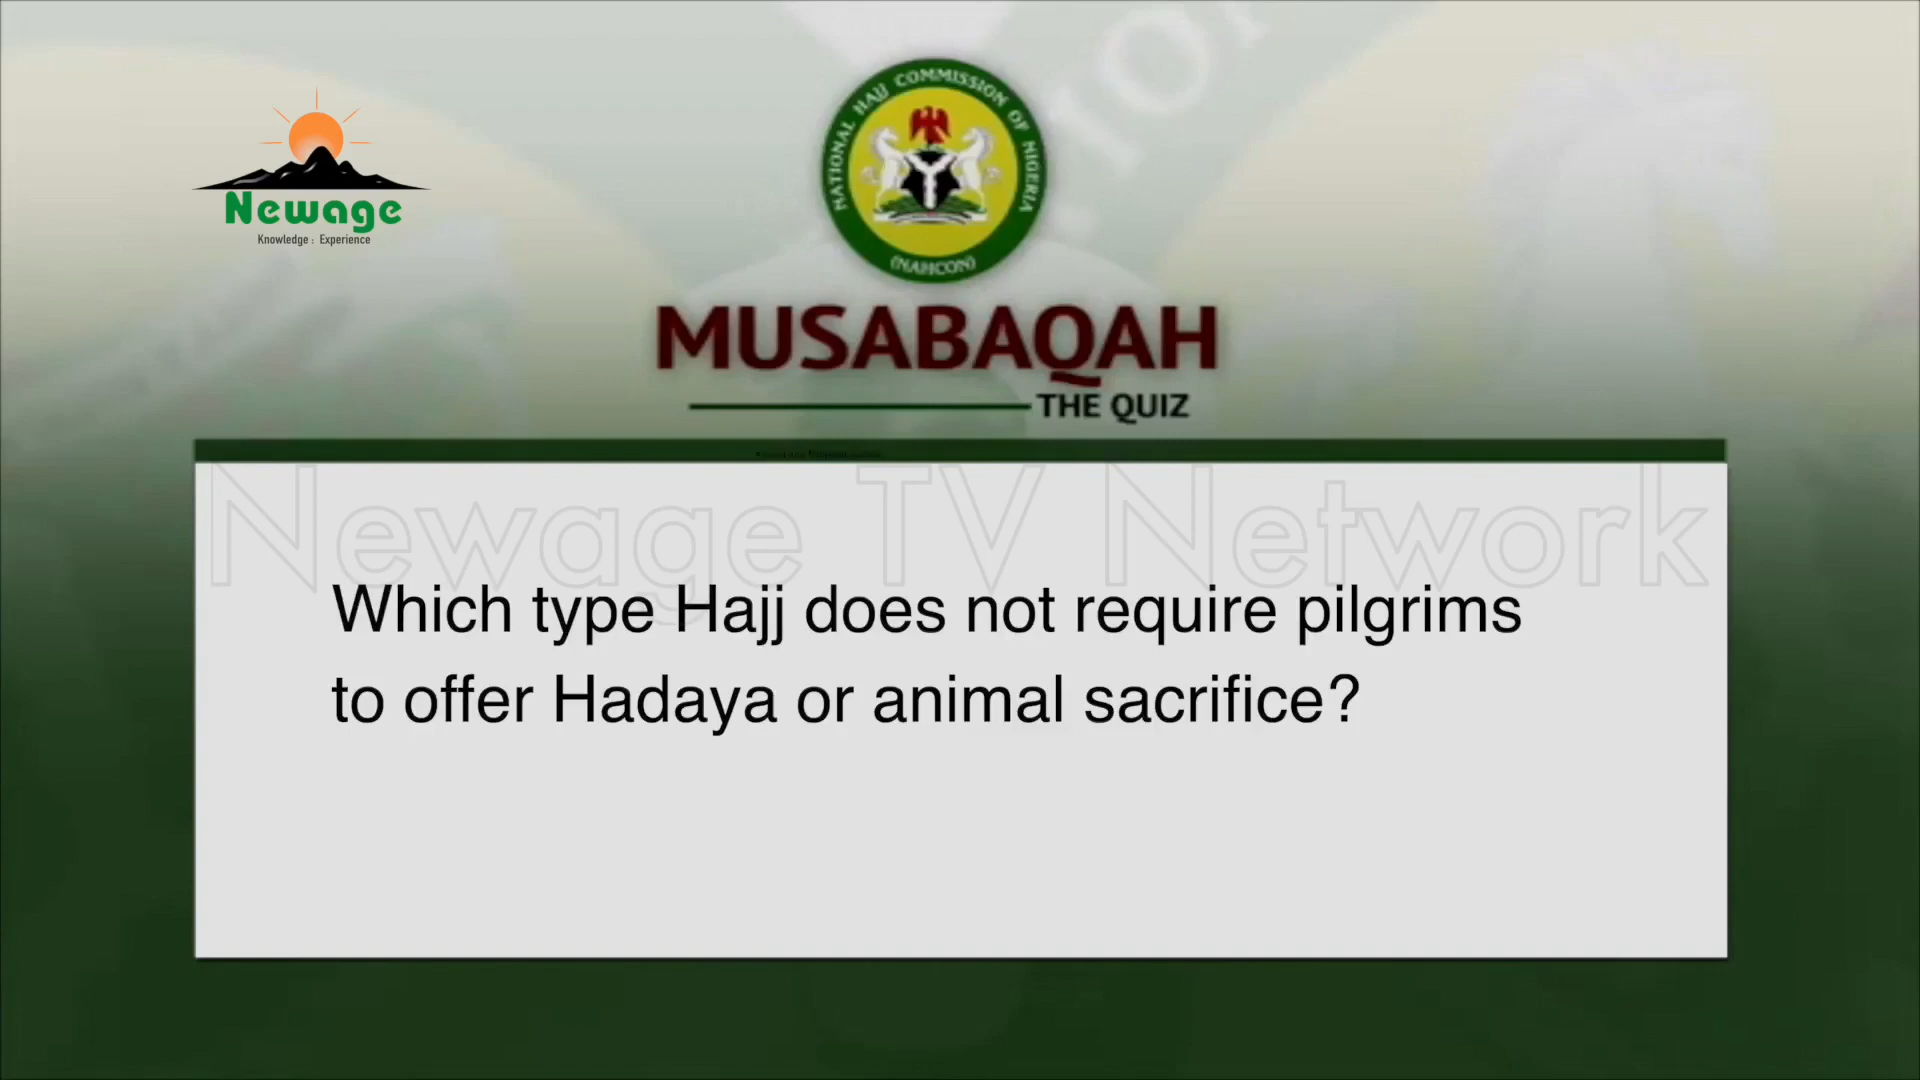 NATIONAL HAJJ COMMISSION OF NIGERIA
(NAHCON)
Newage
Knowledge : Experience
MUSABAQAH
THE QUIZ
Newage TV Network
Which type Hajj does not require pilgrims
to offer Hadaya or animal sacrifice?